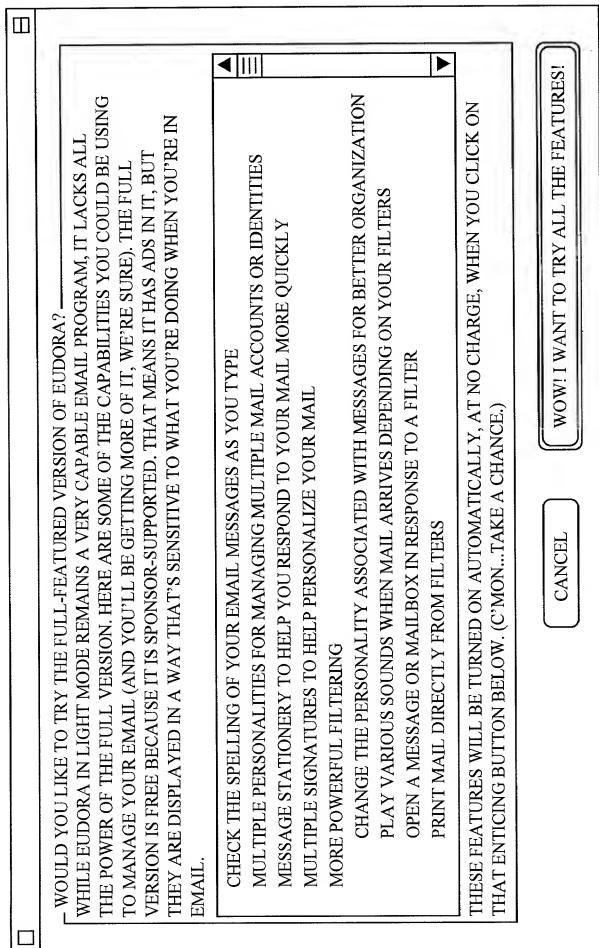 WOULD YOU LIKE TO TRY THE FULL-FEATURED VERSION OF EUDORA?
WHILE EUDORA IN LIGHT MODE REMAINS A VERY CAPABLE EMAIL PROGRAM, IT LACKS ALL
THE POWER OF THE FULL VERSION. HERE ARE SOME OF THE CAPABILITIES YOU COULD BE USING
TO MANAGE YOUR EMAIL (AND YOU'LL BE GETTING MORE OF IT, WE'RE SURE). THE FULL
VERSION IS FREE BECAUSE IT IS SPONSOR-SUPPORTED. THAT MEANS IT HAS ADS IN IT, BUT
THEY ARE DISPLAYED IN A WAY THAT'S SENSITIVE TO WHAT YOU'RE DOING WHEN YOU'RE IN
EMAIL.
CHECK THE SPELLING OF YOUR EMAIL MESSAGES AS YOU TYPE
MULTIPLE PERSONALITIES FOR MANAGING MULTIPLE MAIL ACCOUNTS OR IDENTITIES
MESSAGE STATIONERY TO HELP YOU RESPOND TO YOUR MAIL MORE QUICKLY
MULTIPLE SIGNATURES TO HELP PERSONALIZE YOUR MAIL
MORE POWERFUL FILTERING
CHANGE THE PERSONALITY ASSOCIATED WITH MESSAGES FOR BETTER ORGANIZATION
PLAY VARIOUS SOUNDS WHEN MAIL ARRIVES DEPENDING ON YOUR FILTERS
OPEN A MESSAGE OR MAILBOX IN RESPONSE TO A FILTER
PRINT MAIL DIRECTLY FROM FILTERS
THESE FEATURES WILL BE TURNED ON AUTOMATICALLY, AT NO CHARGE, WHEN YOU CLICK ON
THAT ENTICING BUTTON BELOW. (C'MON...TAKE A CHANCE.)
CANCEL
WOW! I WANT TO TRY ALL THE FEATURES!